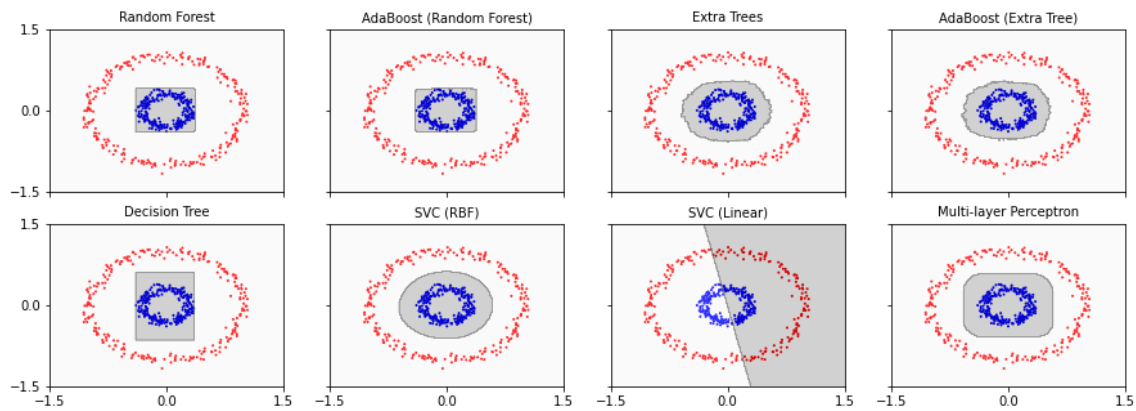 Random Forest
AdaBoost (Random Forest)
Extra Trees
AdaBoost (Extra Tree)
1.5
0.0
−1.5
Decision Tree
SVC (RBF)
SVC (Linear)
Multi-layer Perceptron
1.5
0.0
−1.5
−1.5 0.0 1.5
−1.5 0.0 1.5
−1.5 0.0 1.5
−1.5 0.0 1.5